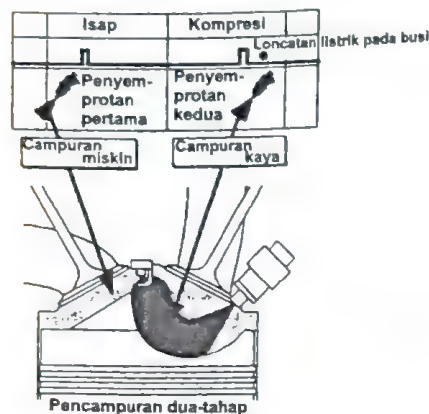 Isap Kompresi
Loncatan listrik pada busi
Penyem-
protan
pertama
Penyem-
protan
kedua
Campuran
miskin
Campuran
kaya
Pencampuran dua-tahap